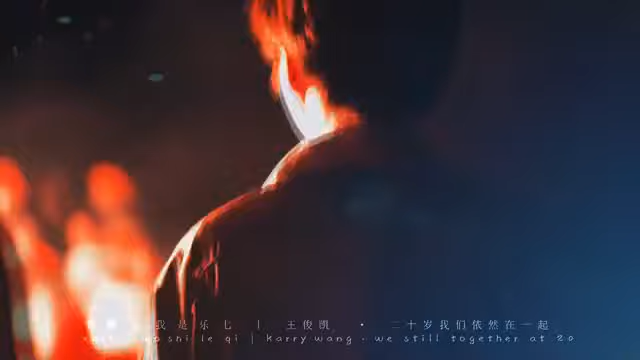 我是乐七 | 王俊凯 · 二十岁我们依然在一起
shi le qi | karry wang · we still together at 20